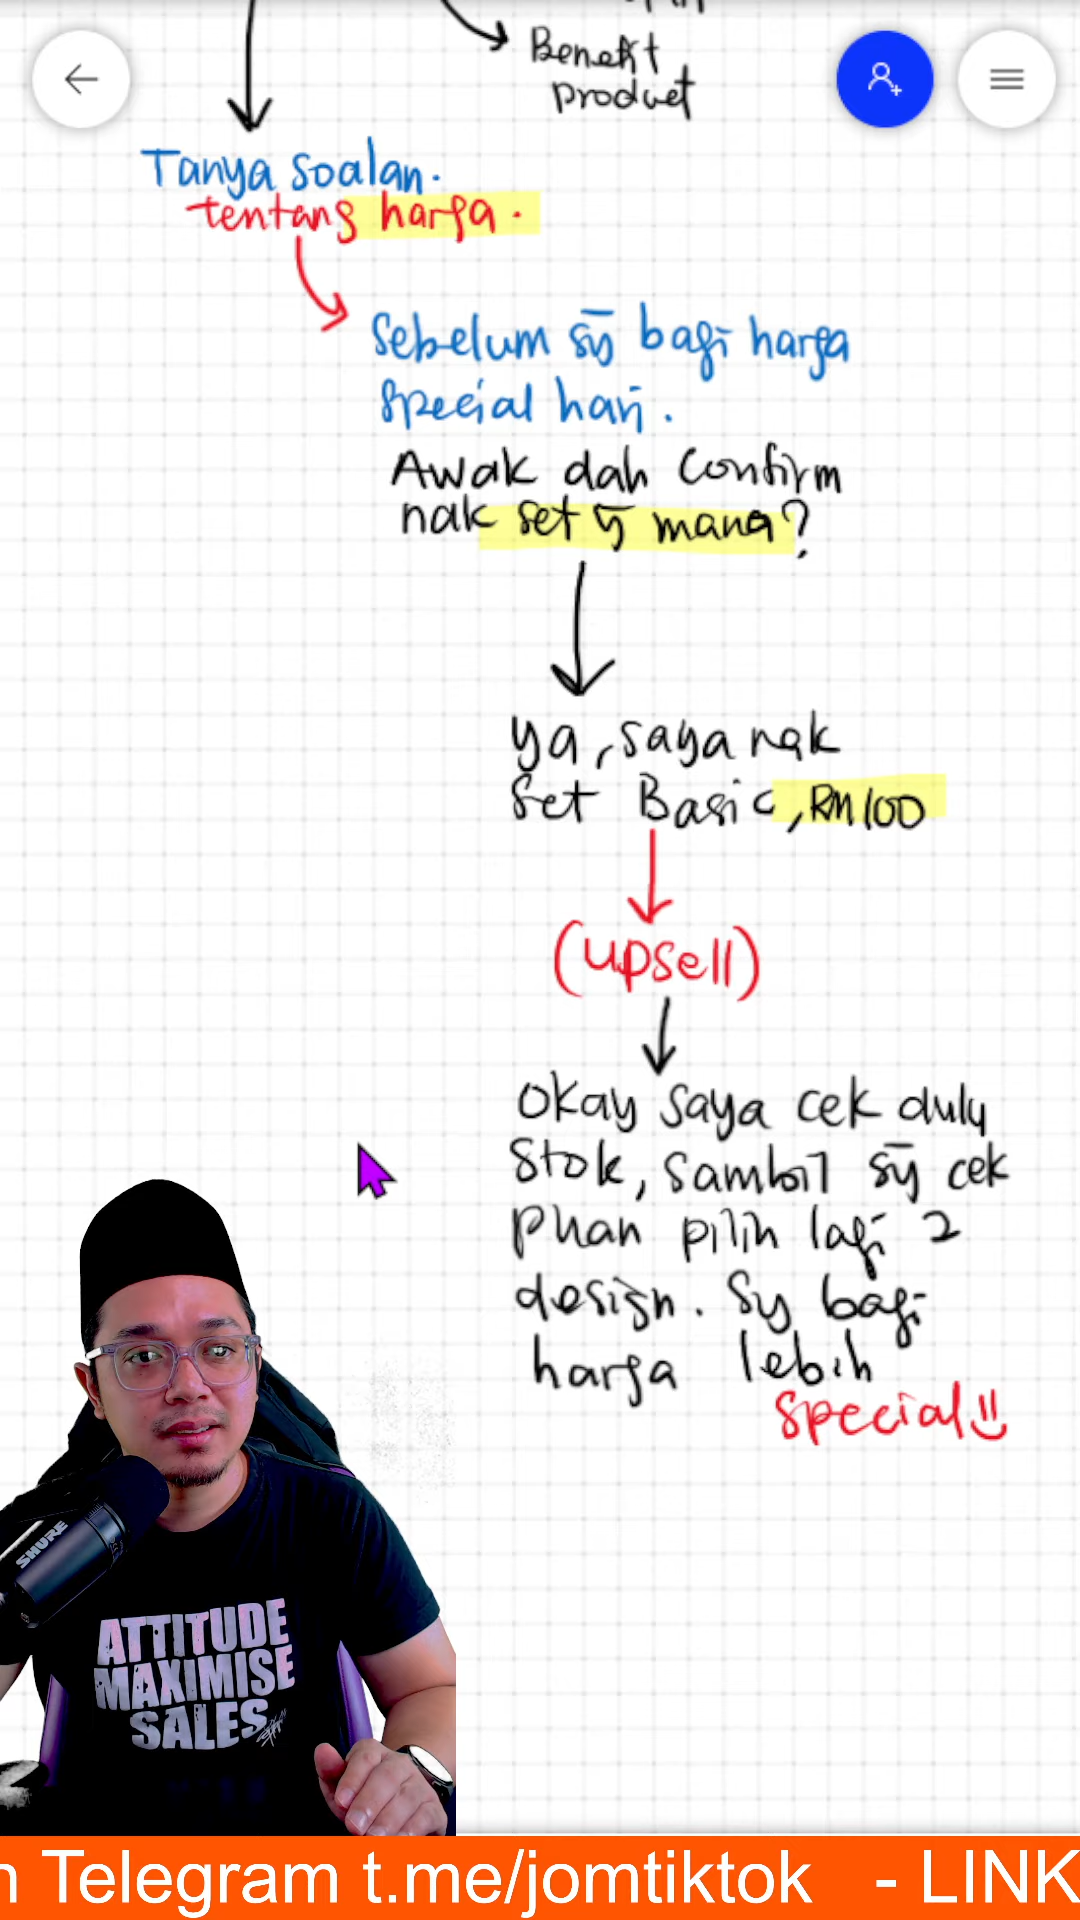 Benefit
product
Tanya soalan.
tentang harga.
Sebelum sy bagi harga
special hari.
Awak dah confirm
nak set yg mana?
ya, saya nak
Set Basic, RM100
(upsell)
Okay saya cek dulu
Stok, sambil sy cek
puan pilih lagi 2
design. Sy bagi
harga lebih
special
SHURE
ATTITUDE
MAXIMISE
SALES
Telegram t.me/jomtiktok - LINK